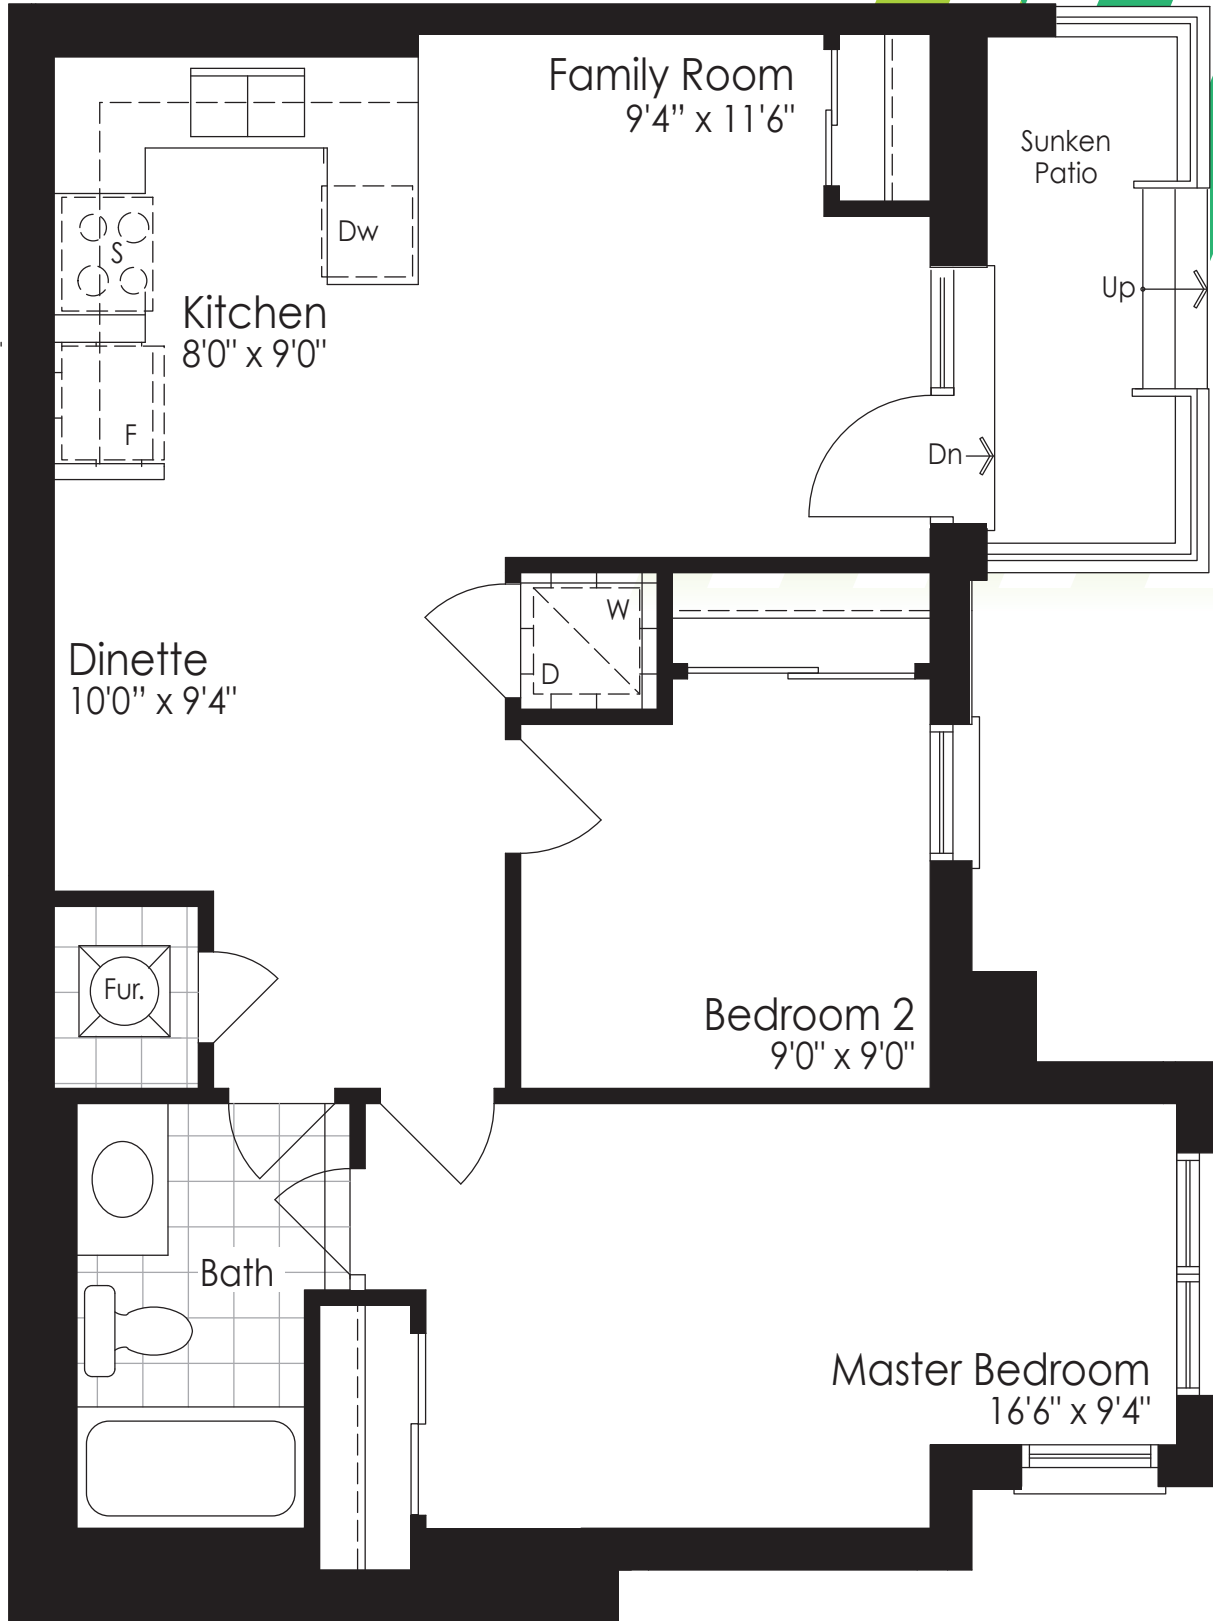 Family Room
9'4” x 11'6"
Sunken
Patio
Dw
S
Up
Kitchen
8'0" x 9'0"
F
Dn
W
D
Dinette
10'0” x 9'4"
Fur.
Bedroom 2
9'0" x 9'0"
Bath
Master Bedroom
16'6" x 9'4"